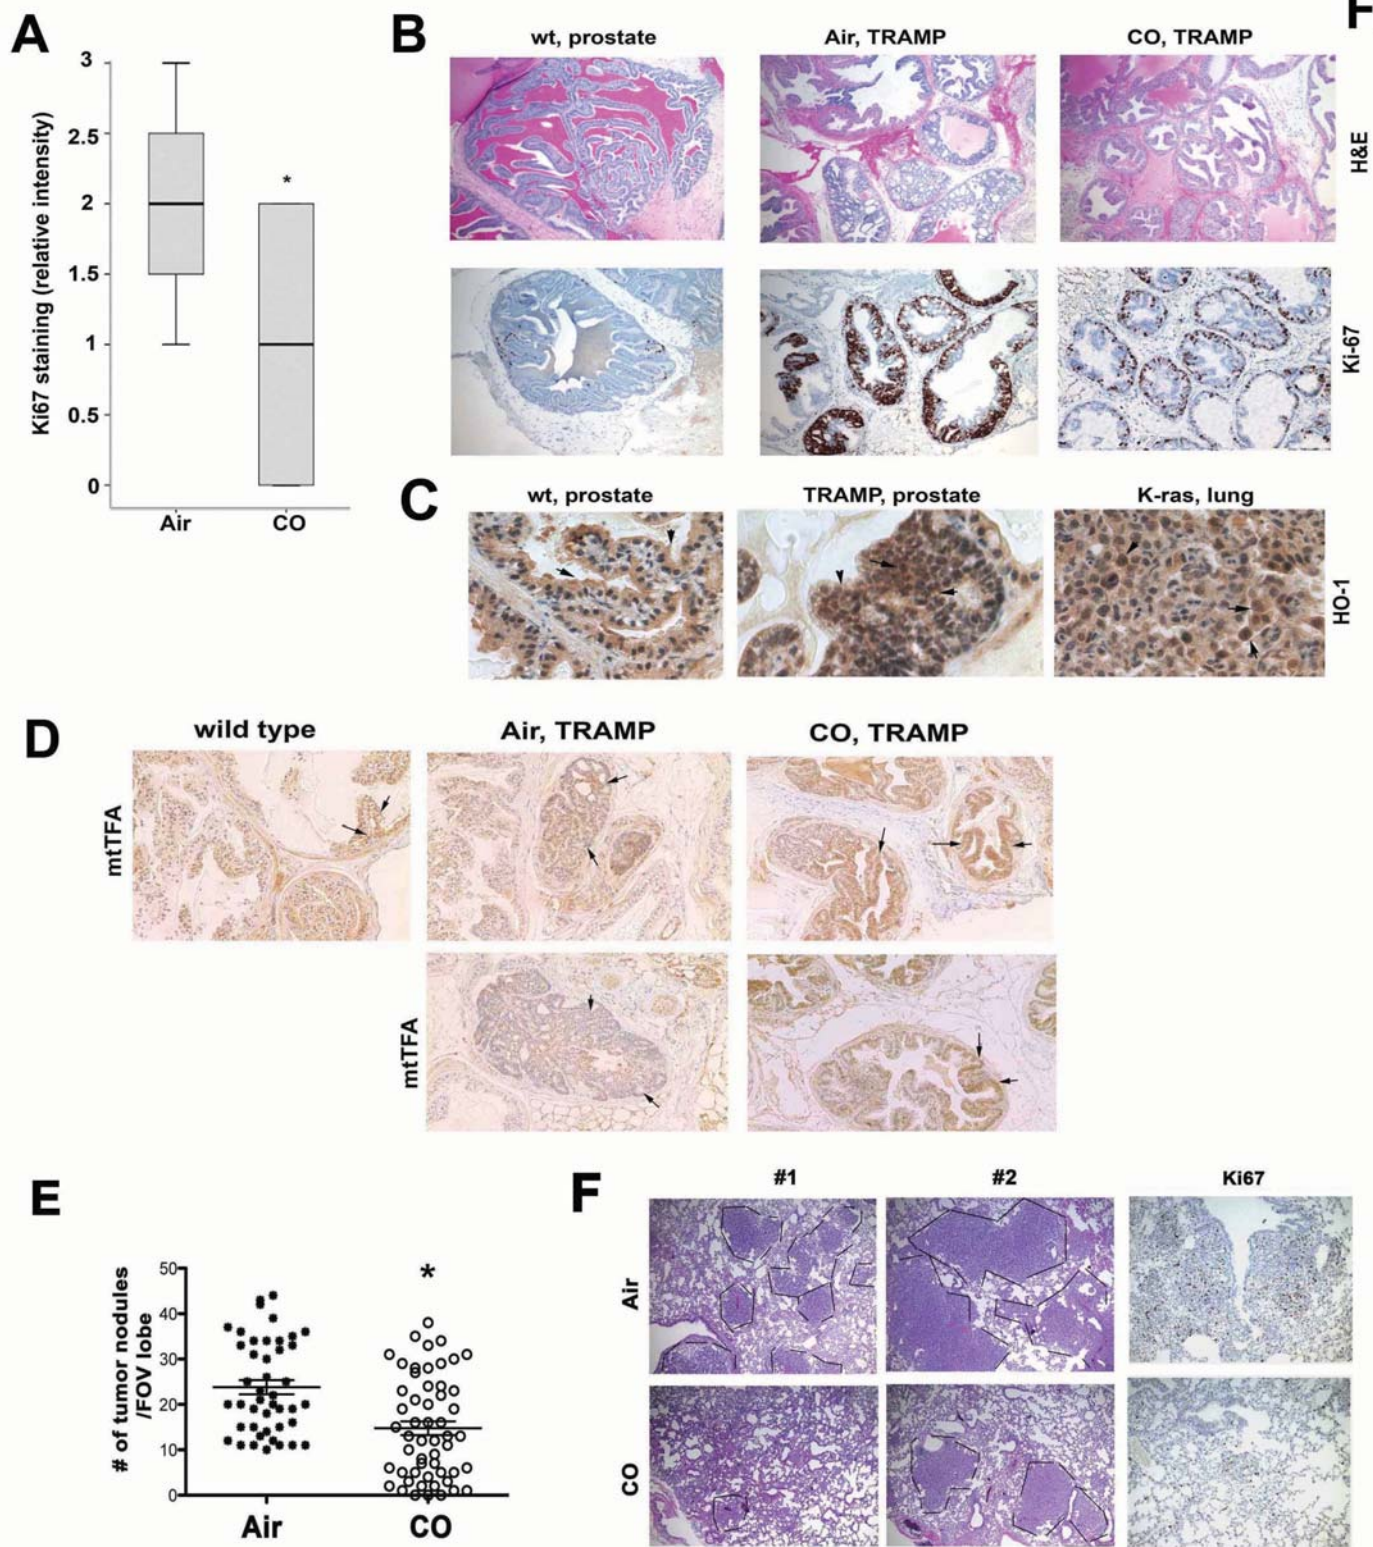 A
B
F
wt, prostate
Air, TRAMP
CO, TRAMP
H&E
Ki-67
Ki67 staining (relative intensity)
3
2.5
2
1.5
1
0.5
0
*
Air
CO
C
wt, prostate
TRAMP, prostate
K-ras, lung
HO-1
D
wild type
Air, TRAMP
CO, TRAMP
mtTFA
mtTFA
E
# of tumor nodules
/FOV lobe
50
40
30
20
10
0
*
Air
CO
F
#1
#2
Ki67
Air
CO